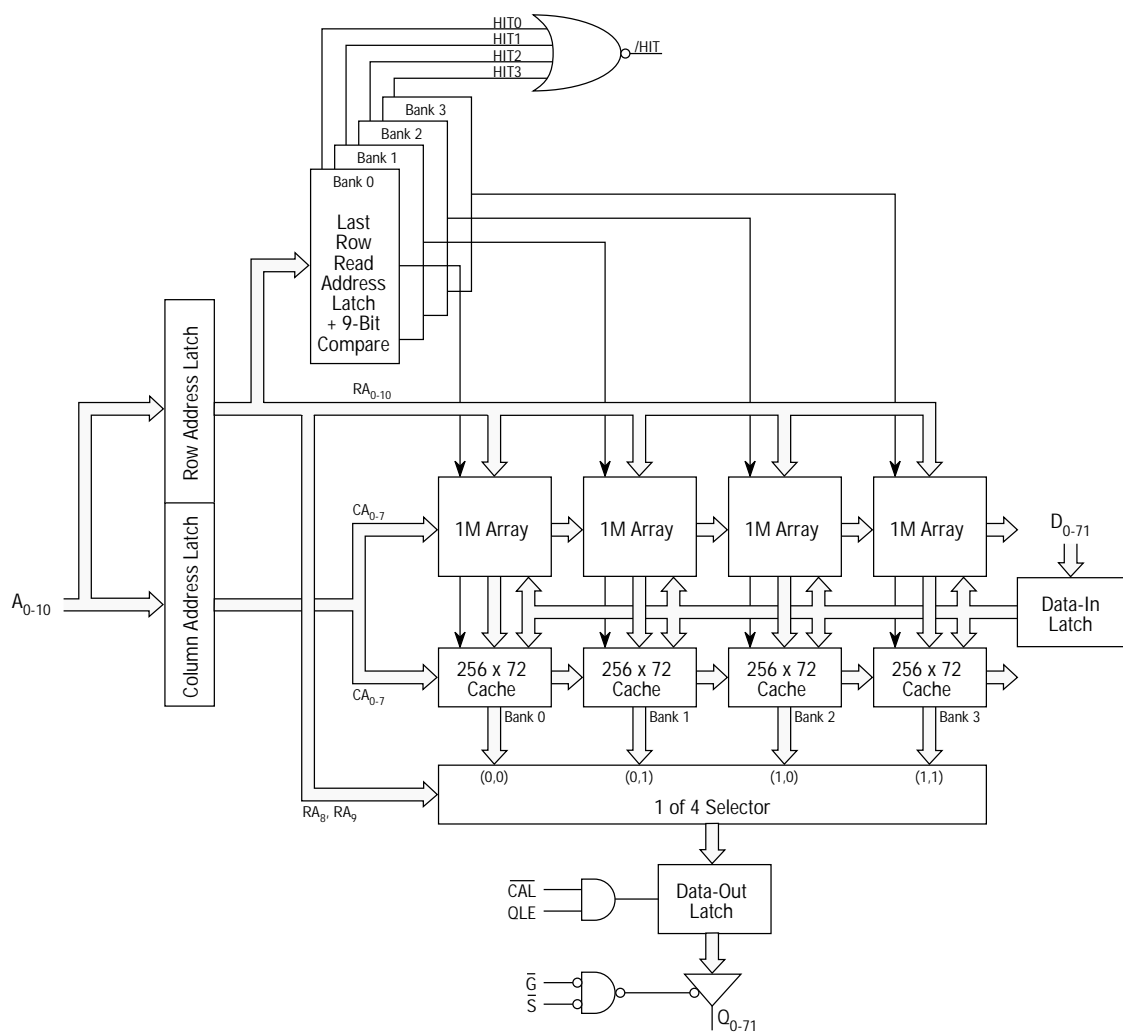 HIT0
HIT1
HIT2
HIT3
/HIT
Bank 3
Bank 2
Bank 1
Bank 0
Last
Row
Read
Address
Latch
+ 9-Bit
Compare
Row Address Latch
Column Address Latch
A0-10
RA0-10
CA0-7
CA0-7
1M Array
1M Array
1M Array
1M Array
D0-71
Data-In
Latch
256 x 72
Cache
256 x 72
Cache
256 x 72
Cache
256 x 72
Cache
Bank 0
Bank 1
Bank 2
Bank 3
(0,0)
(0,1)
(1,0)
(1,1)
1 of 4 Selector
RA8, RA9
C̅A̅L̅
QLE
Data-Out
Latch
G̅
S̅
Q0-71